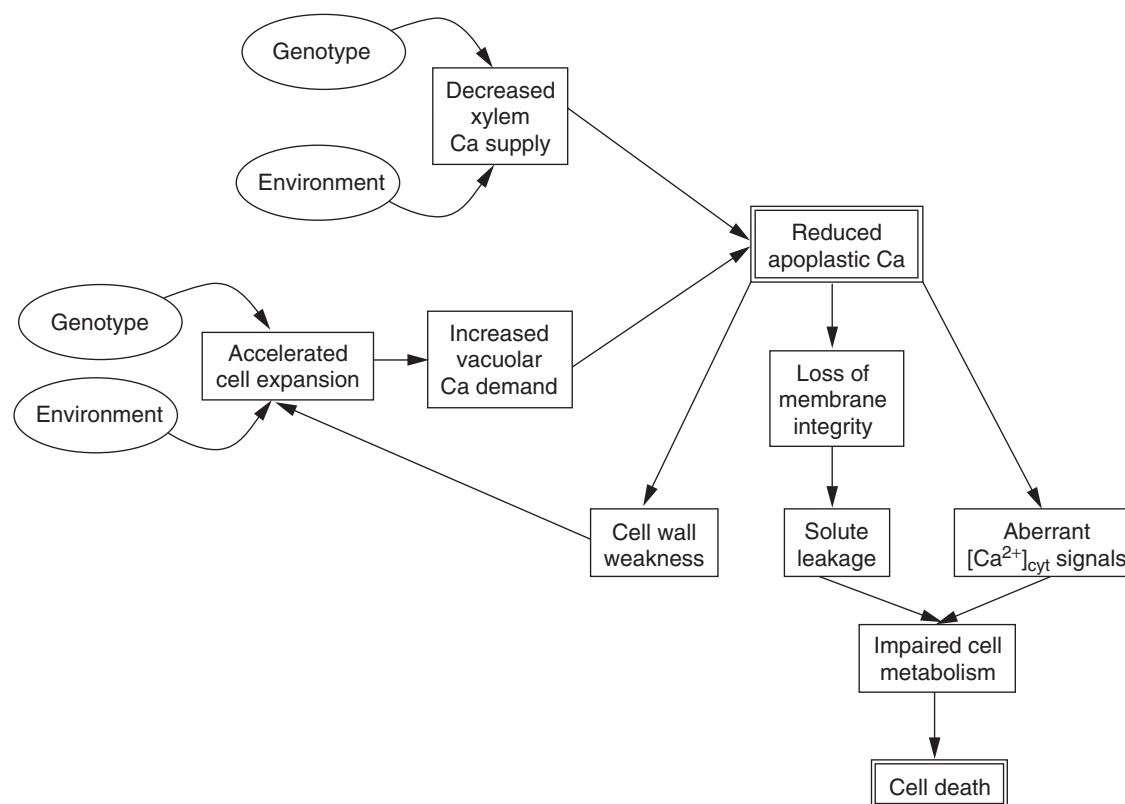 Genotype
Decreased
xylem
Ca supply
Environment
Reduced
apoplastic Ca
Genotype
Accelerated
cell expansion
Increased
vacuolar
Ca demand
Environment
Loss of
membrane
integrity
Cell wall
weakness
Solute
leakage
Aberrant
[Ca²⁺]cyt signals
Impaired cell
metabolism
Cell death